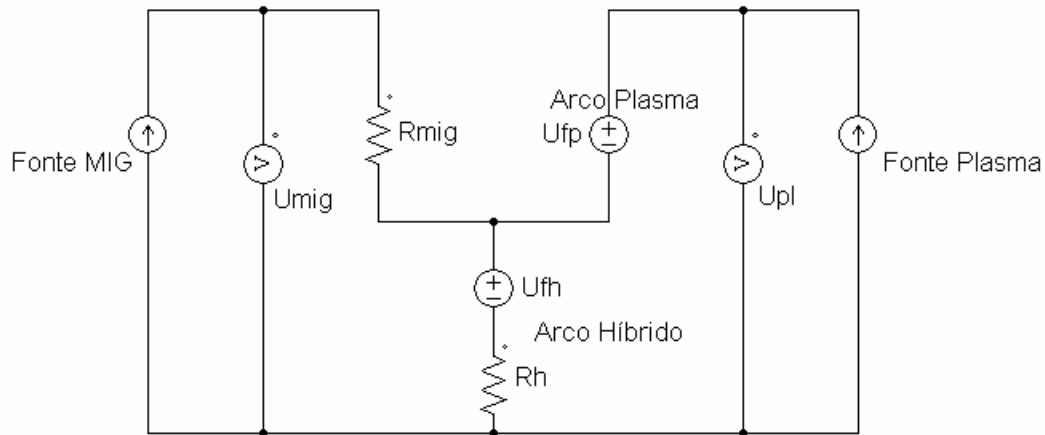 Arco Plasma
Rmig
Ufp
Fonte MIG
Fonte Plasma
Umig
Upl
Ufh
Arco Híbrido
Rh